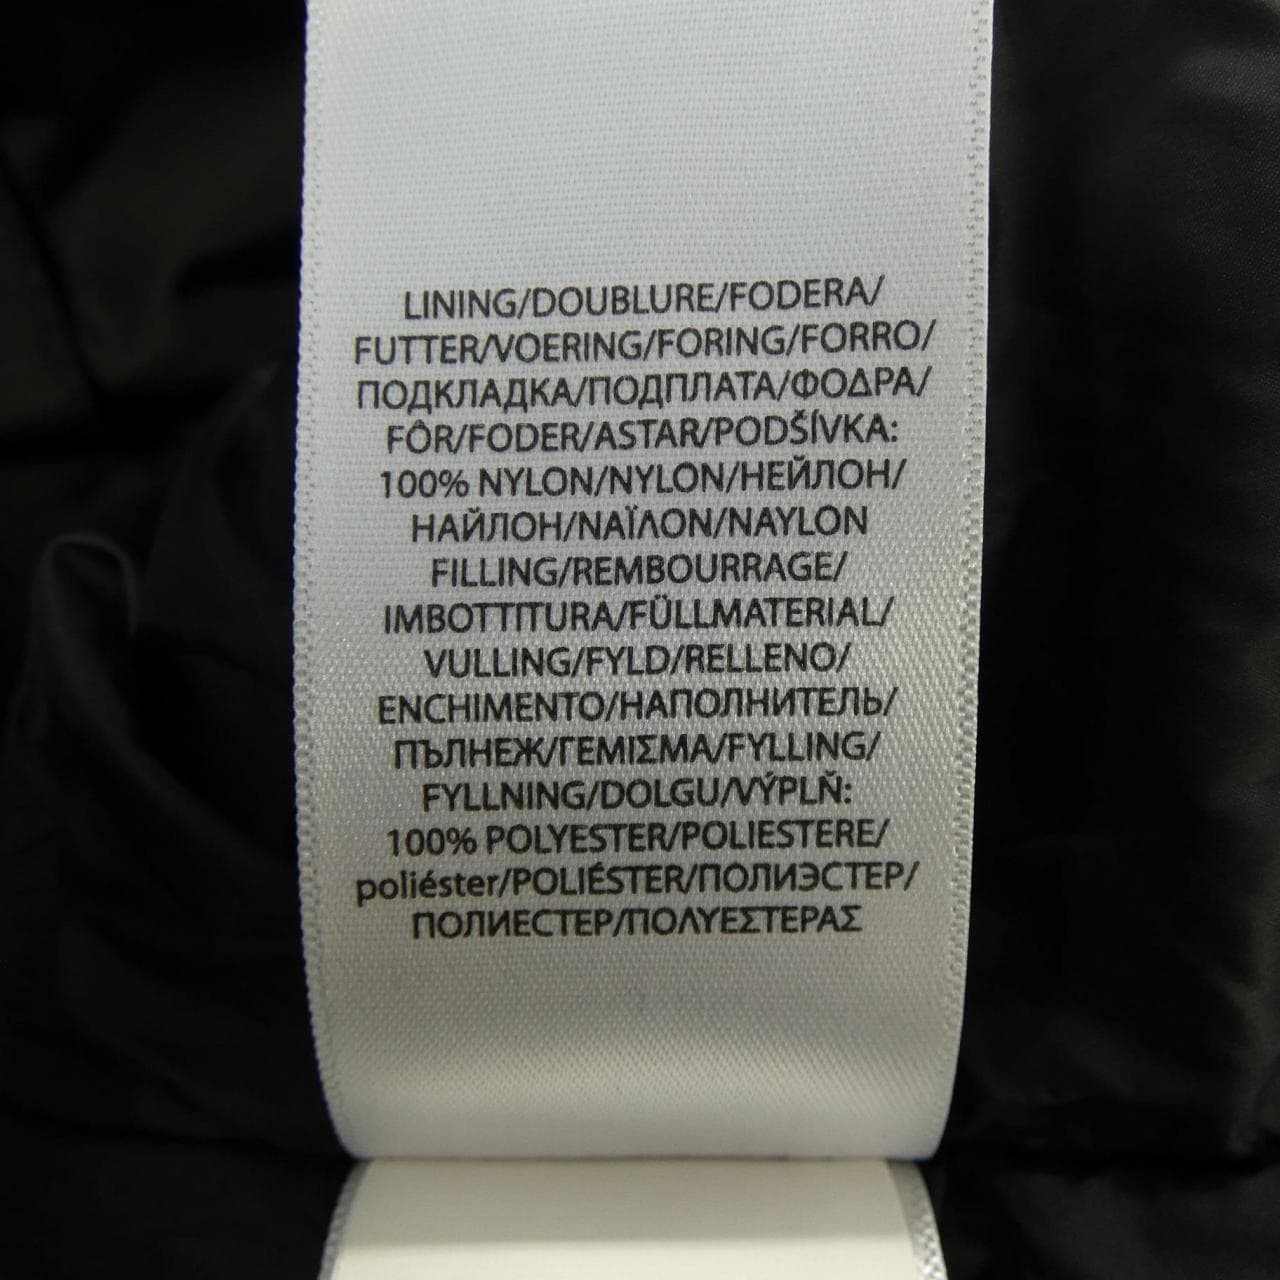 LINING/DOUBLURE/FODERA/
FUTTER/VOERING/FORING/FORRO/
ПОДКЛАДКА/ПОДПЛАТА/ΦΟΔΡΑ/
FÔR/FODER/ASTAR/PODŠÍVKA:
100% NYLON/NYLON/НЕЙЛОН/
НАЙЛОН/ΝΑΪΛΟΝ/NAYLON
FILLING/REMBOURRAGE/
IMBOTTITURA/FÜLLMATERIAL/
VULLING/FYLD/RELLENO/
ENCHIMENTO/НАПОЛНИТЕЛЬ/
ПЪЛНЕЖ/ΓΕΜΙΣΜΑ/FYLLING/
FYLLNING/DOLGU/VÝPLŇ:
100% POLYESTER/POLIESTERE/
poliéster/POLIÉSTER/ПОЛИЭСТЕР/
ПОЛИЕСТЕР/ΠΟΛΥΕΣΤΕΡΑΣ